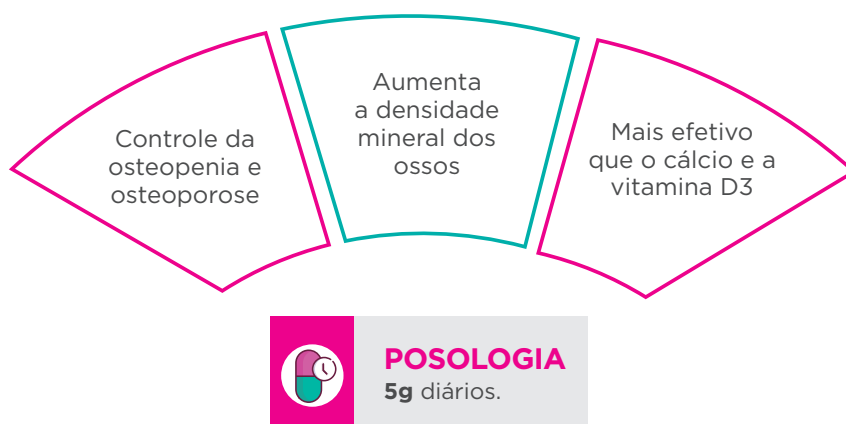 Controle da
osteopenia e
osteoporose
Aumenta
a densidade
mineral dos
ossos
Mais efetivo
que o cálcio e a
vitamina D3
POSOLOGIA
5g diários.